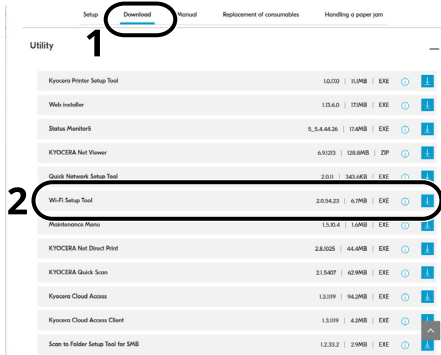 Setup Download Manual Replacement of consumables Handling a paper jam
1
Utility
Kyocera Printer Setup Tool 1.0.17.0 | 11.1MB | EXE
Web installer 1.13.6.0 | 17.1MB | EXE
Status Monitor5 5_5.4.44.26 | 17.4MB | EXE
KYOCERA Net Viewer 6.9.1213 | 128.8MB | ZIP
Quick Network Setup Tool 2.0.11 | 343.6KB | EXE
2
Wi-Fi Setup Tool 2.0.54.23 | 6.7MB | EXE
Maintenance Menu 1.5.10.4 | 1.6MB | EXE
KYOCERA Net Direct Print 2.8.1025 | 44.4MB | EXE
KYOCERA Quick Scan 2.1.5407 | 62.9MB | EXE
Kyocera Cloud Access 1.3.1119 | 94.2MB | EXE
Kyocera Cloud Access Client 1.3.1119 | 4.2MB | EXE
Scan to Folder Setup Tool for SMB 1.2.33.2 | 2.9MB | EXE